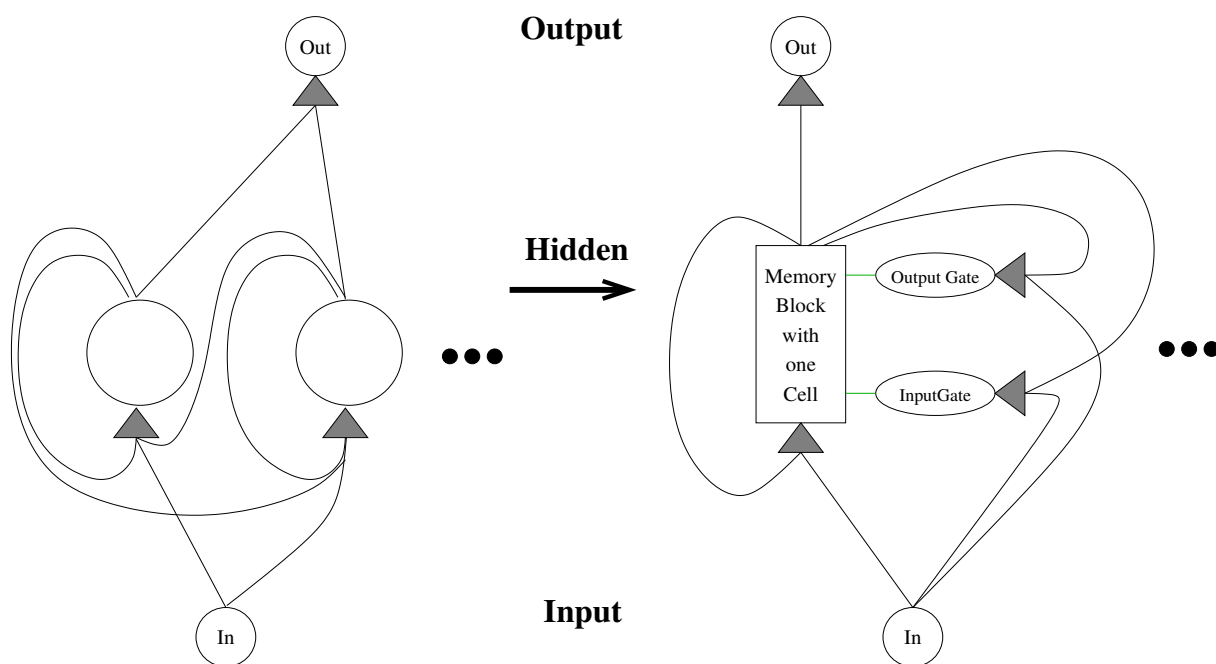 Output
Out
Out
Hidden
Memory
Block
with
one
Cell
Output Gate
InputGate
Input
In
In